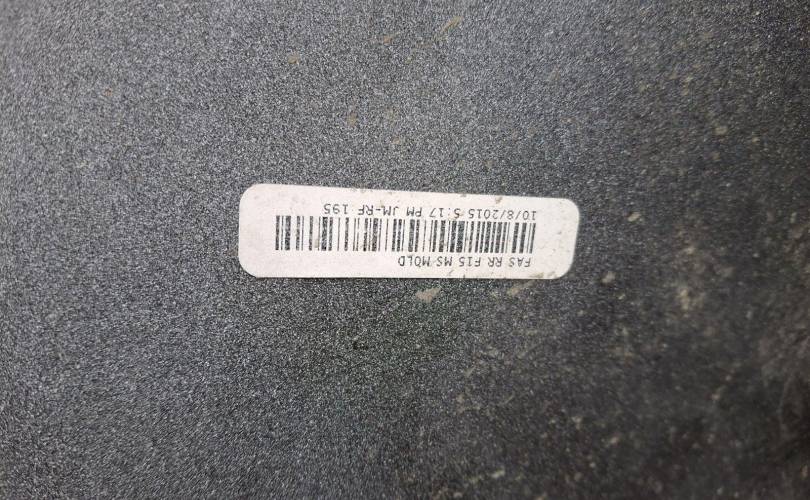 FAS RR F15 MS MOLD
10/8/2015 5:17 PM JM-RF 195